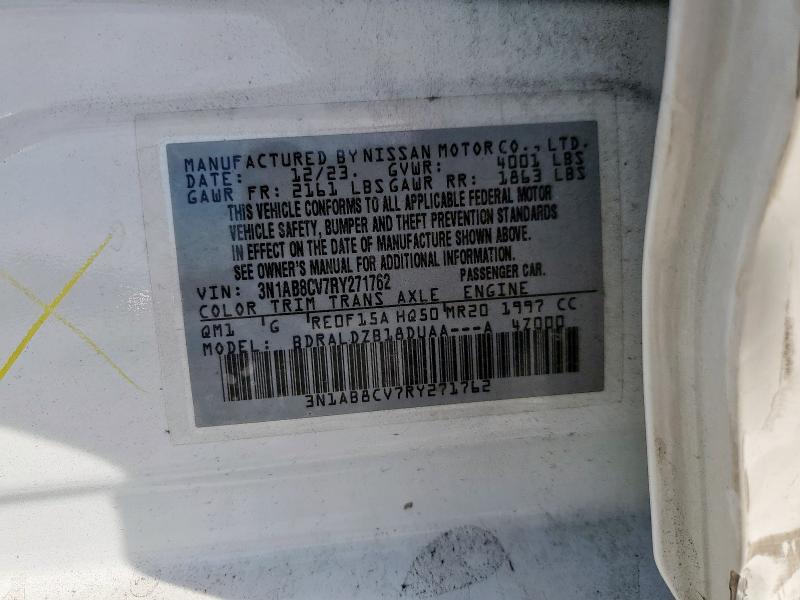 MANUFACTURED BY NISSAN MOTOR CO., LTD.
DATE: 12/23. GVWR: 4001 LBS
GAWR FR: 2161 LBS GAWR RR: 1863 LBS
THIS VEHICLE CONFORMS TO ALL APPLICABLE FEDERAL MOTOR
VEHICLE SAFETY, BUMPER AND THEFT PREVENTION STANDARDS
IN EFFECT ON THE DATE OF MANUFACTURE SHOWN ABOVE.
SEE OWNER'S MANUAL FOR ADDITIONAL INFORMATION.
VIN: 3N1AB8CV7RY271762 PASSENGER CAR.
COLOR TRIM TRANS AXLE ENGINE
QM1 G RE0F15A HQ50 MR20 1997 CC
MODEL: BDRALDZB18DUAA---A 4Z000
3N1AB8CV7RY271762